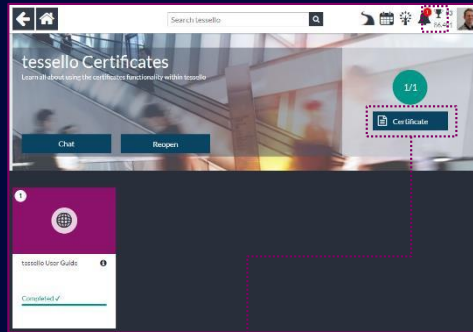 Search tessello
tessello Certificates
Learn all about using the certificates functionality within tessello
1/1
Certificate
Chat
Reopen
1
tessello User Guide
Completed ✓